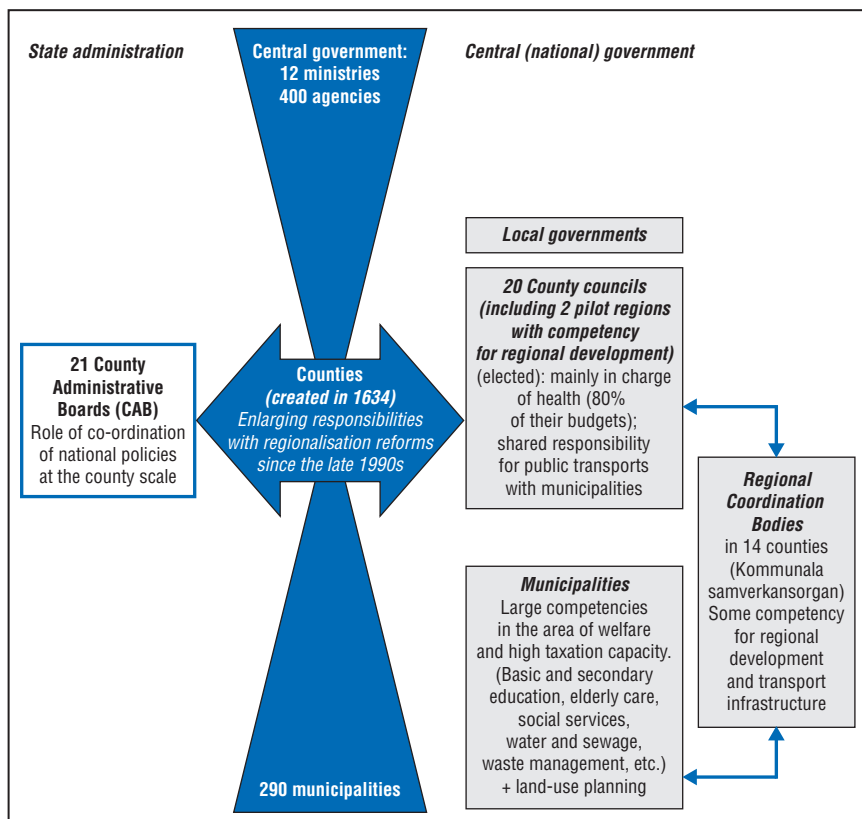 State administration
Central government:
12 ministries
400 agencies
Central (national) government
Local governments
20 County councils
(including 2 pilot regions
with competency
for regional development)
(elected): mainly in charge
of health (80%
of their budgets);
shared responsibility
for public transports
with municipalities
21 County
Administrative
Boards (CAB)
Role of co-ordination
of national policies
at the county scale
Counties
(created in 1634)
Enlarging responsibilities
with regionalisation reforms
since the late 1990s
Regional
Coordination
Bodies
in 14 counties
(Kommunala
samverkansorgan)
Some competency
for regional
development
and transport
infrastructure
Municipalities
Large competencies
in the area of welfare
and high taxation capacity.
(Basic and secondary
education, elderly care,
social services,
water and sewage,
waste management, etc.)
+ land-use planning
290 municipalities